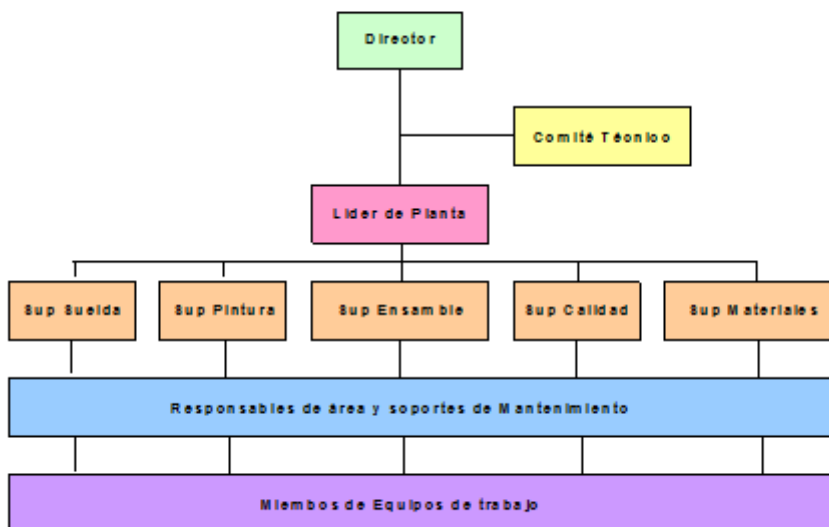 Director
Comité Técnico
Lider de Planta
Sup Suelda
Sup Pintura
Sup Ensamble
Sup Calidad
Sup Materiales
Responsables de área y soportes de Mantenimiento
Miembos de Equipos de trabajo